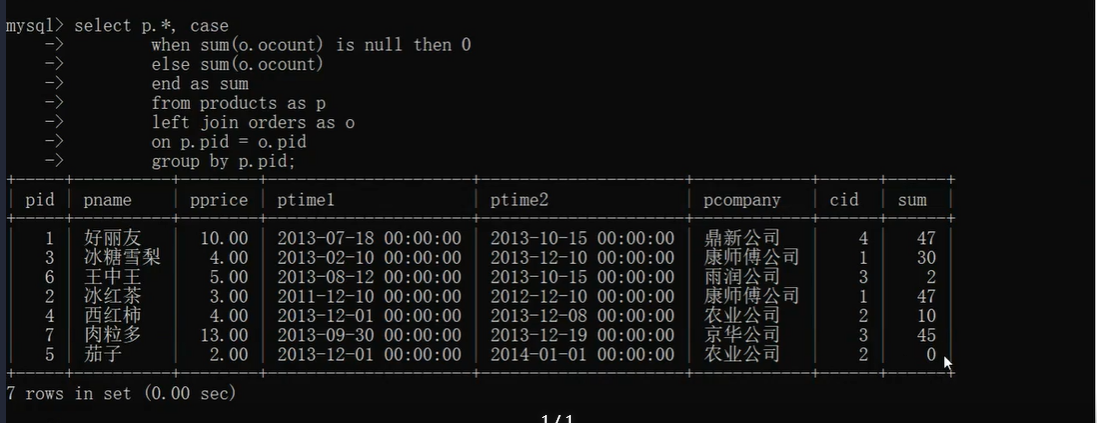 mysql> select p.*, case
-> when sum(o.ocount) is null then 0
-> else sum(o.ocount)
-> end as sum
-> from products as p
-> left join orders as o
-> on p.pid = o.pid
-> group by p.pid;
| pid | pname | pprice | ptime1 | ptime2 | pcompany | cid | sum |
| 1 | 好丽友 | 10.00 | 2013-07-18 00:00:00 | 2013-10-15 00:00:00 | 鼎新公司 | 4 | 47
| 3 | 冰糖雪梨 | 4.00 | 2013-02-10 00:00:00 | 2013-12-10 00:00:00 | 康师傅公司 | 1 | 30
| 6 | 王中王 | 5.00 | 2013-08-12 00:00:00 | 2013-10-15 00:00:00 | 雨润公司 | 3 | 2
| 2 | 冰红茶 | 3.00 | 2011-12-10 00:00:00 | 2012-12-10 00:00:00 | 康师傅公司 | 1 | 47
| 4 | 西红柿 | 4.00 | 2013-12-01 00:00:00 | 2013-12-08 00:00:00 | 农业公司 | 2 | 10
| 7 | 肉粒多 | 13.00 | 2013-09-30 00:00:00 | 2013-12-19 00:00:00 | 京华公司 | 3 | 45
| 5 | 茄子 | 2.00 | 2013-12-01 00:00:00 | 2014-01-01 00:00:00 | 农业公司 | 2 | 0
7 rows in set (0.00 sec)
1/1